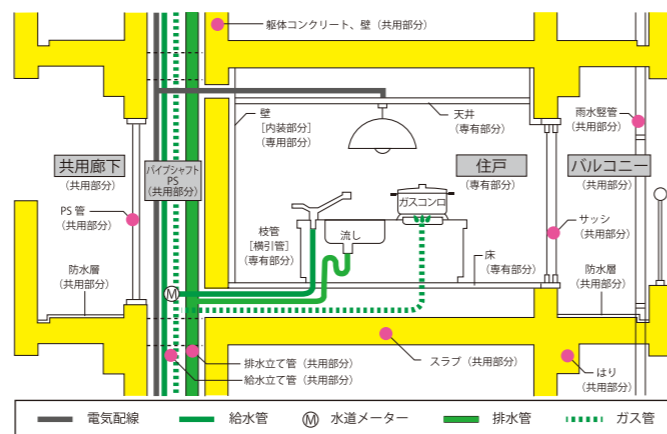 躯体コンクリート、壁（共用部分）
壁
［内装部分］
（専用部分）
天井
（専有部分）
雨水竪管
（共用部分）
共用廊下
（共用部分）
パイプシャフト
PS
（共用部分）
住戸
（専有部分）
バルコニー
（共用部分）
ガスコンロ
PS 管
（共用部分）
枝管
［横引管］
（専有部分）
流し
サッシ
（共用部分）
床
（専有部分）
防水層
（共用部分）
防水層
（共用部分）
M
排水立て管（共用部分）
給水立て管（共用部分）
スラブ（共用部分）
はり
（共用部分）
電気配線
給水管
M 水道メーター
排水管
ガス管